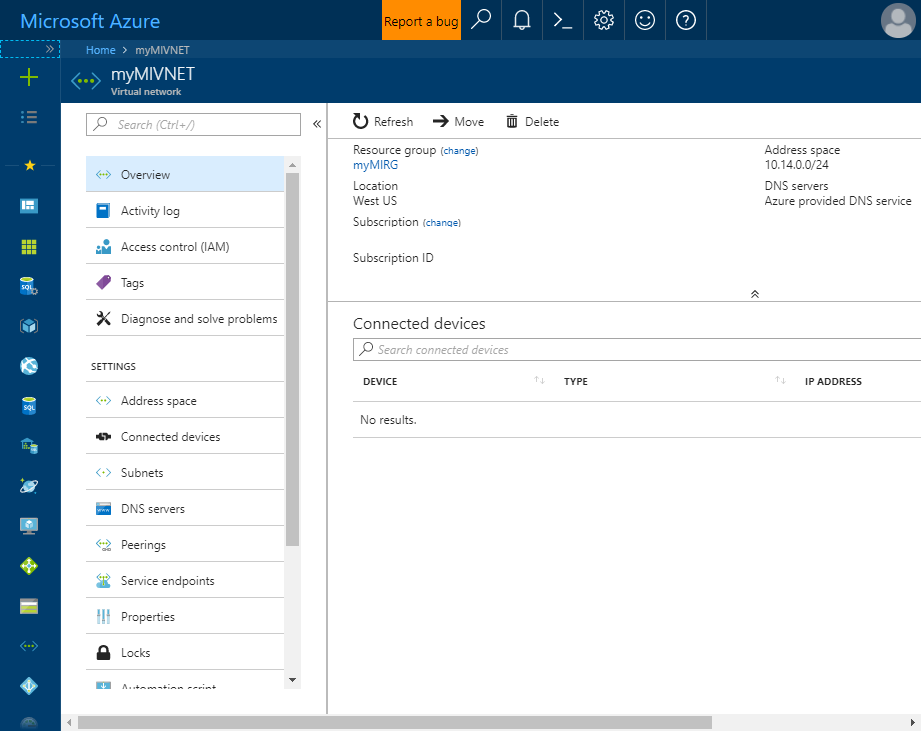 Microsoft Azure
Report a bug
Home > myMIVNET
myMIVNET
Virtual network
Search (Ctrl+/)
Overview
Activity log
Access control (IAM)
Tags
Diagnose and solve problems
SETTINGS
Address space
Connected devices
Subnets
DNS servers
Peerings
Service endpoints
Properties
Locks
Automation script
Refresh
Move
Delete
Resource group (change)
myMIRG
Location
West US
Subscription (change)
Subscription ID
Address space
10.14.0.0/24
DNS servers
Azure provided DNS service
Connected devices
Search connected devices
DEVICE TYPE IP ADDRESS
No results.